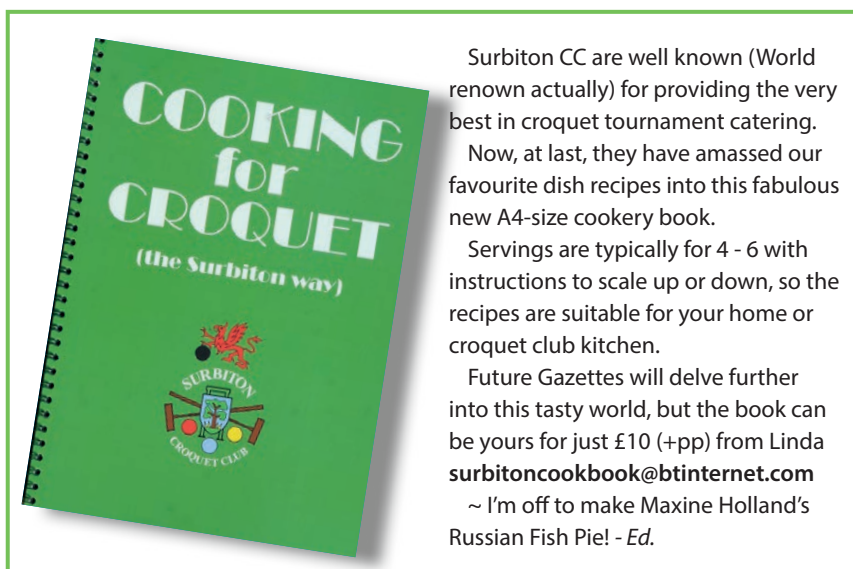 COOKING
for
CROQUET
(the Surbiton way)
SURBITON
CROQUET CLUB
Surbiton CC are well known (World
renown actually) for providing the very
best in croquet tournament catering.
Now, at last, they have amassed our
favourite dish recipes into this fabulous
new A4-size cookery book.
Servings are typically for 4 - 6 with
instructions to scale up or down, so the
recipes are suitable for your home or
croquet club kitchen.
Future Gazettes will delve further
into this tasty world, but the book can
be yours for just £10 (+pp) from Linda
surbitoncookbook@btinternet.com
~ I'm off to make Maxine Holland's
Russian Fish Pie! - Ed.